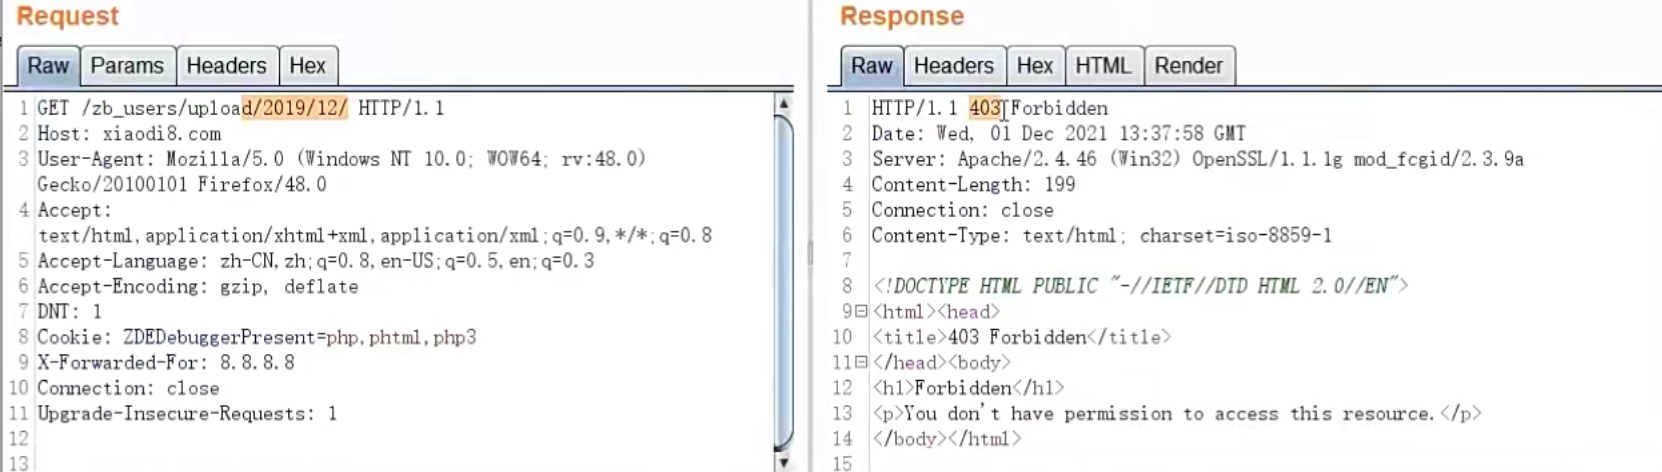 Request
Raw Params Headers Hex
1 GET /zb_users/upload/2019/12/ HTTP/1.1
2 Host: xiaodi8.com
3 User-Agent: Mozilla/5.0 (Windows NT 10.0; WOW64; rv:48.0)
Gecko/20100101 Firefox/48.0
4 Accept:
text/html,application/xhtml+xml,application/xml;q=0.9,*/*;q=0.8
5 Accept-Language: zh-CN,zh;q=0.8,en-US;q=0.5,en;q=0.3
6 Accept-Encoding: gzip, deflate
7 DNT: 1
8 Cookie: ZDEDebuggerPresent=php,phtml,php3
9 X-Forwarded-For: 8.8.8.8
10 Connection: close
11 Upgrade-Insecure-Requests: 1
12
13
Response
Raw Headers Hex HTML Render
1 HTTP/1.1 403 Forbidden
2 Date: Wed, 01 Dec 2021 13:37:58 GMT
3 Server: Apache/2.4.46 (Win32) OpenSSL/1.1.1g mod_fcgid/2.3.9a
4 Content-Length: 199
5 Connection: close
6 Content-Type: text/html; charset=iso-8859-1
7
8 <!DOCTYPE HTML PUBLIC "-//IETF//DTD HTML 2.0//EN">
9 <html><head>
10 <title>403 Forbidden</title>
11 </head><body>
12 <h1>Forbidden</h1>
13 <p>You don't have permission to access this resource.</p>
14 </body></html>
15